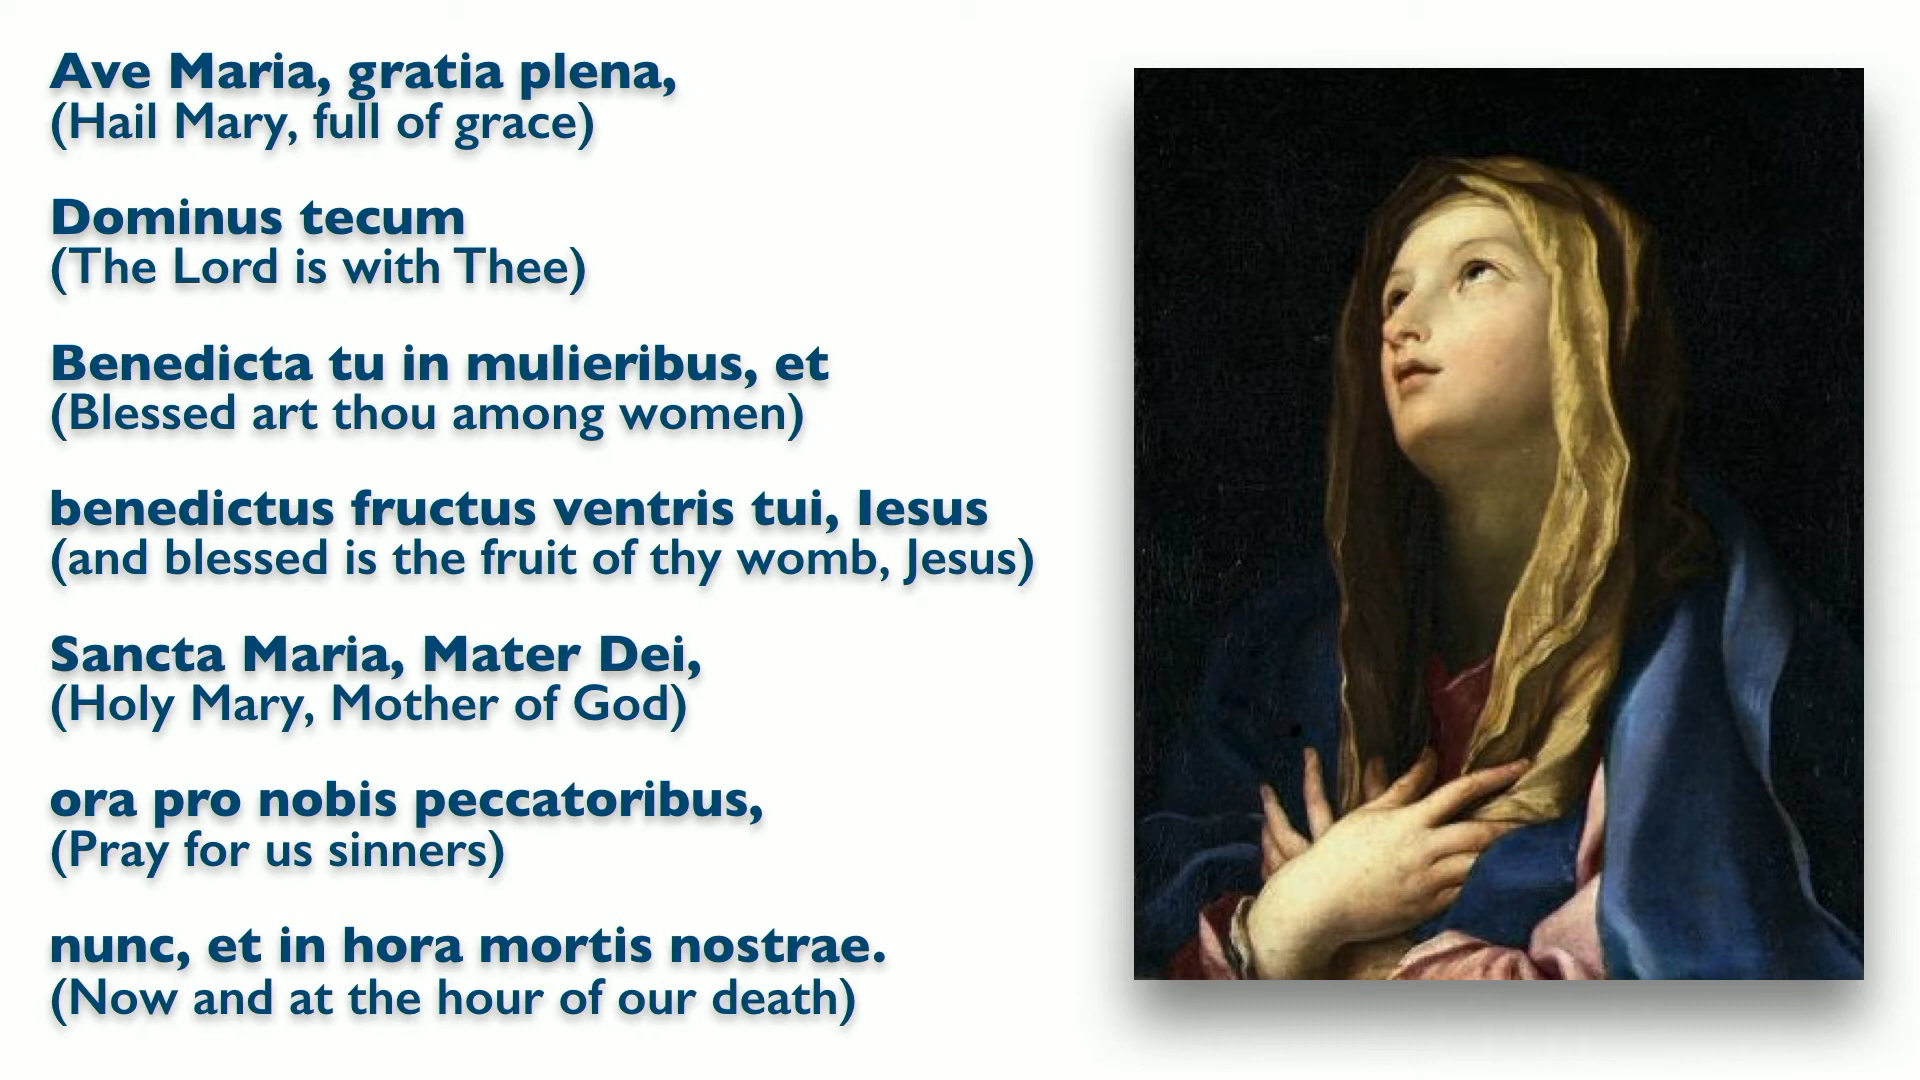 Ave Maria, gratia plena,
(Hail Mary, full of grace)
Dominus tecum
(The Lord is with Thee)
Benedicta tu in mulieribus, et
(Blessed art thou among women)
benedictus fructus ventris tui, Iesus
(and blessed is the fruit of thy womb, Jesus)
Sancta Maria, Mater Dei,
(Holy Mary, Mother of God)
ora pro nobis peccatoribus,
(Pray for us sinners)
nunc, et in hora mortis nostrae.
(Now and at the hour of our death)